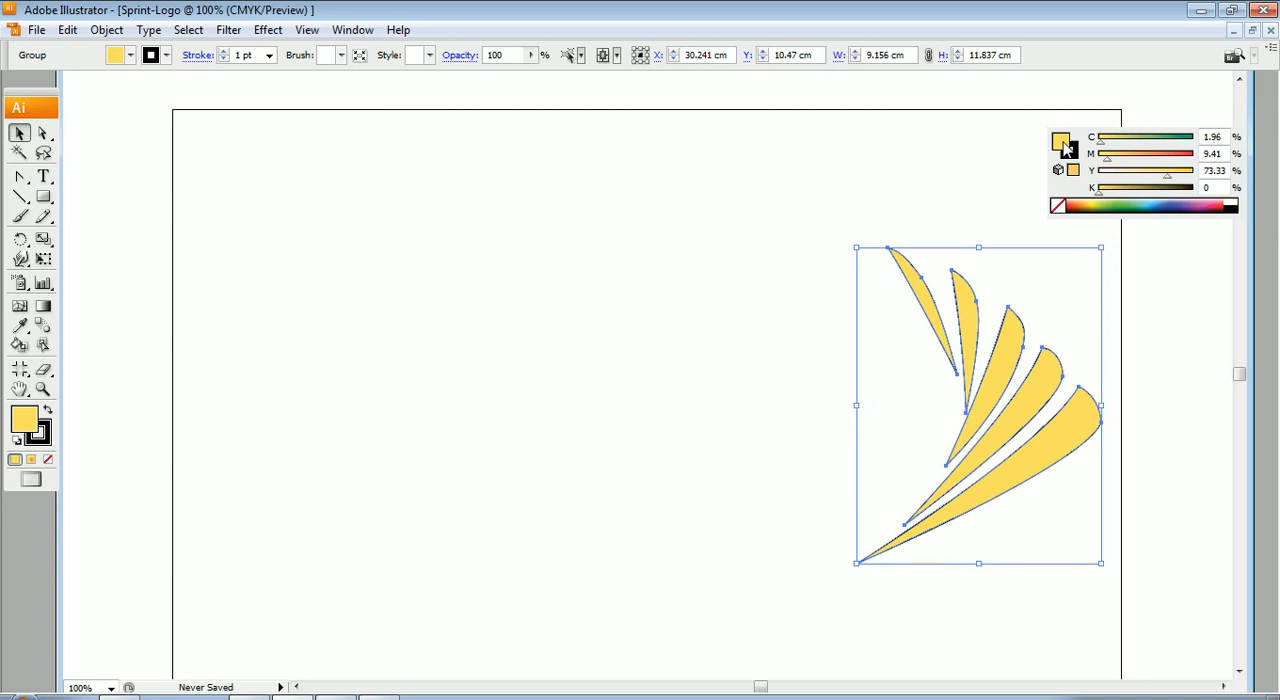 Ai Adobe Illustrator - [Sprint-Logo @ 100% (CMYK/Preview) ]
File Edit Object Type Select Filter Effect View Window Help
Group Stroke: 1 pt Brush: Style: Opacity: 100 % X: 30.241 cm Y: 10.47 cm W: 9.156 cm H: 11.837 cm
Ai
C 1.96 %
M 9.41 %
Y 73.33 %
K 0 %
100% Never Saved